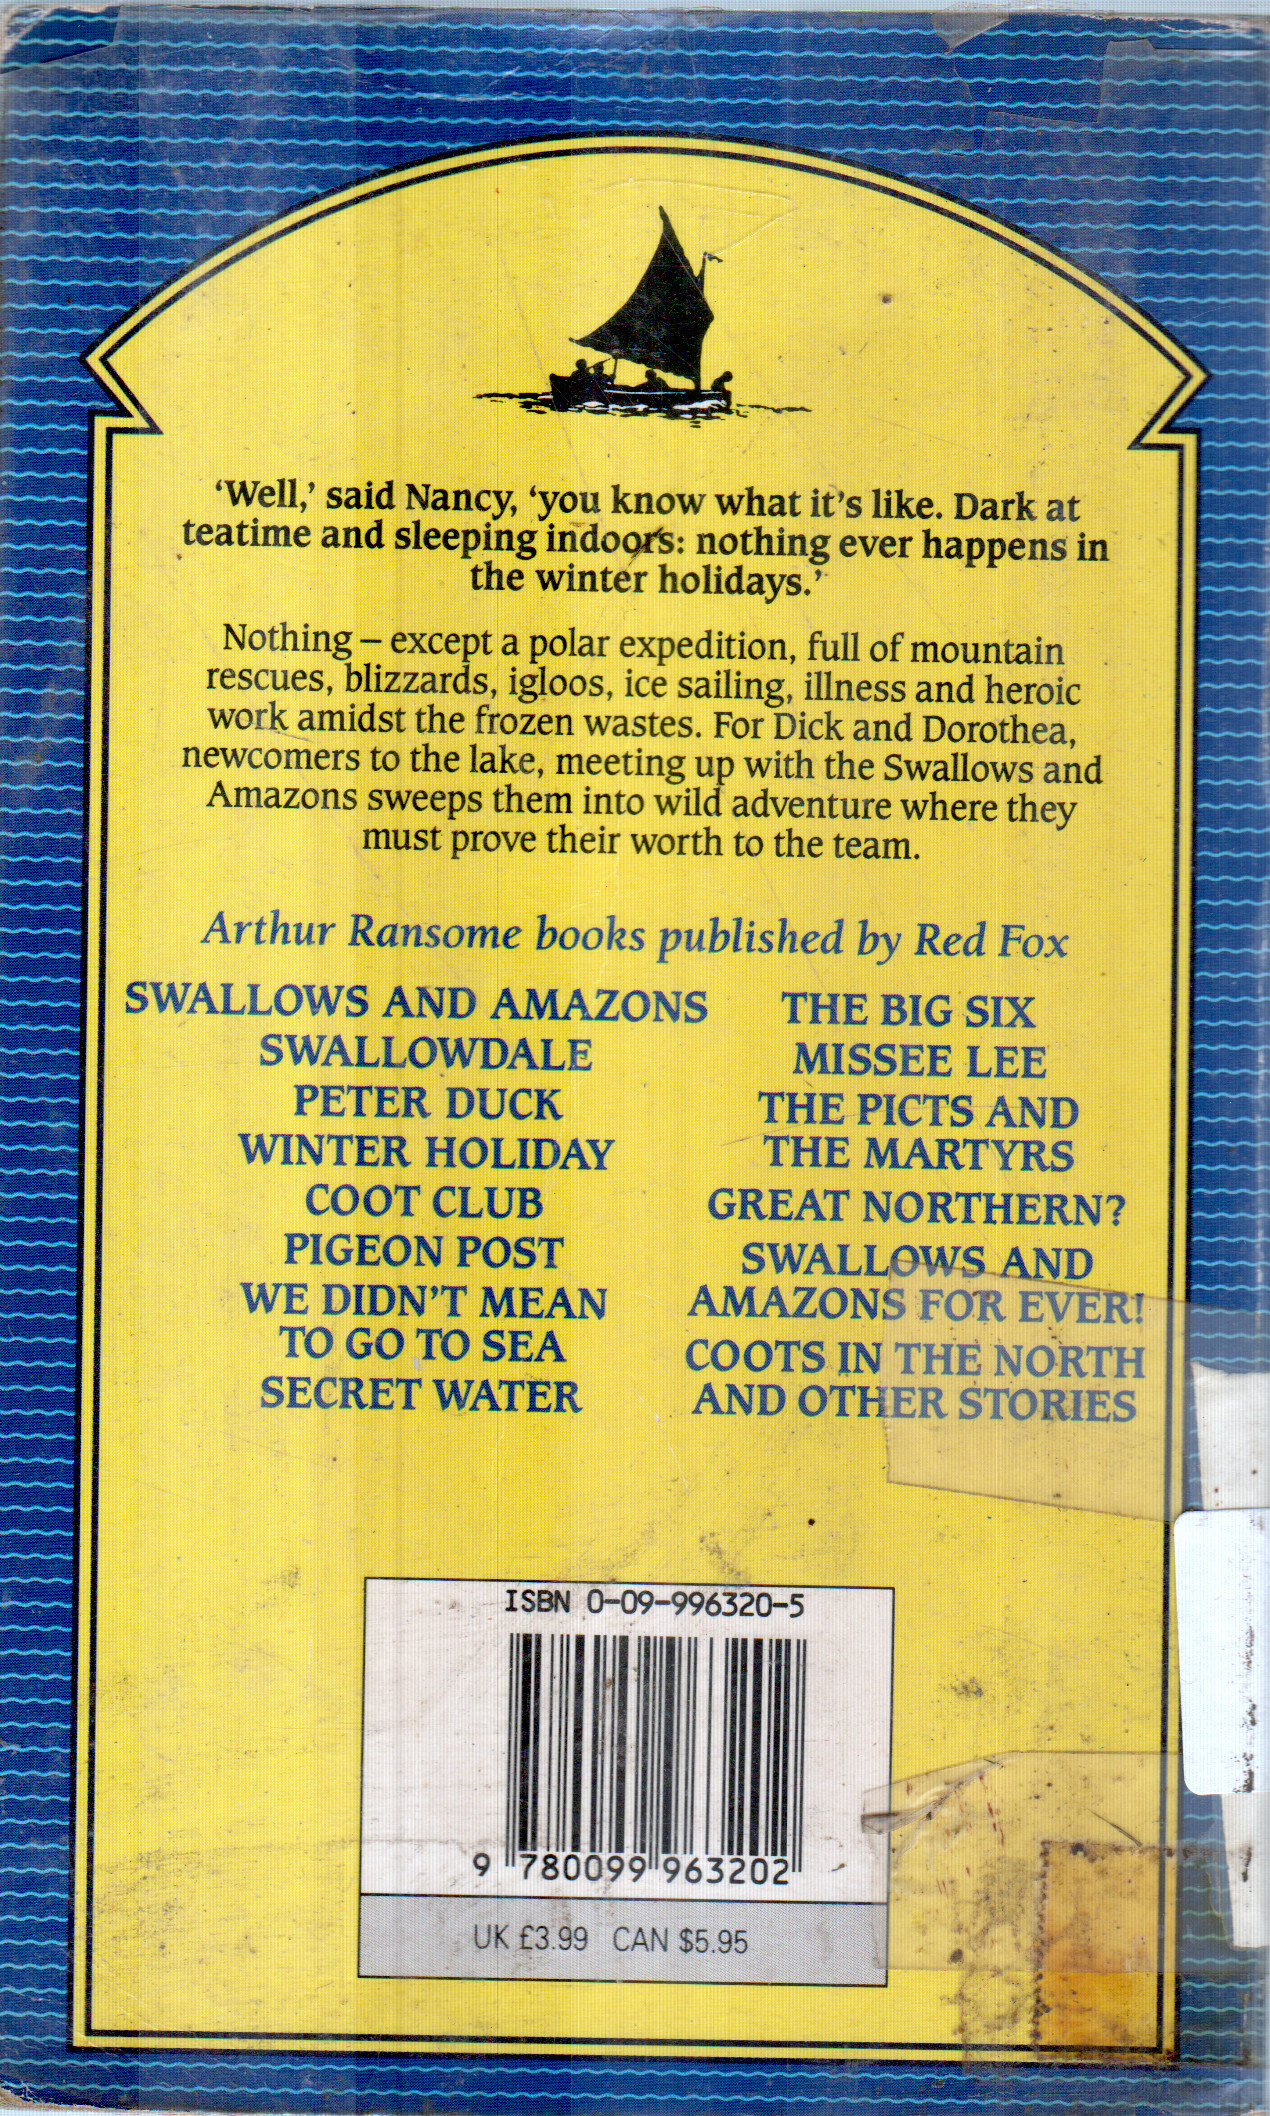 ‘Well,’ said Nancy, ‘you know what it’s like. Dark at
teatime and sleeping indoors: nothing ever happens in
the winter holidays.’
Nothing – except a polar expedition, full of mountain
rescues, blizzards, igloos, ice sailing, illness and heroic
work amidst the frozen wastes. For Dick and Dorothea,
newcomers to the lake, meeting up with the Swallows and
Amazons sweeps them into wild adventure where they
must prove their worth to the team.
Arthur Ransome books published by Red Fox
SWALLOWS AND AMAZONS
SWALLOWDALE
PETER DUCK
WINTER HOLIDAY
COOT CLUB
PIGEON POST
WE DIDN’T MEAN
TO GO TO SEA
SECRET WATER
THE BIG SIX
MISSEE LEE
THE PICTS AND
THE MARTYRS
GREAT NORTHERN?
SWALLOWS AND
AMAZONS FOR EVER!
COOTS IN THE NORTH
AND OTHER STORIES
ISBN 0-09-996320-5
9 780099 963202
UK £3.99 CAN $5.95